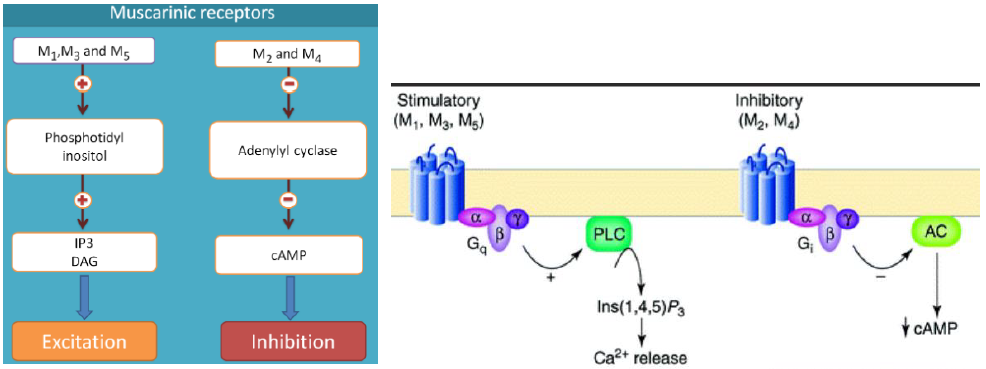 Muscarinic receptors
M₁,M₃ and M₅
+
Phosphotidyl
inositol
+
IP3
DAG
Excitation
M₂ and M₄
−
Adenylyl cyclase
−
cAMP
Inhibition
Stimulatory
(M₁, M₃, M₅)
α
β
γ
Gq
+
PLC
Ins(1,4,5)P₃
Ca²⁺ release
Inhibitory
(M₂, M₄)
α
β
γ
Gᵢ
−
AC
↓ cAMP